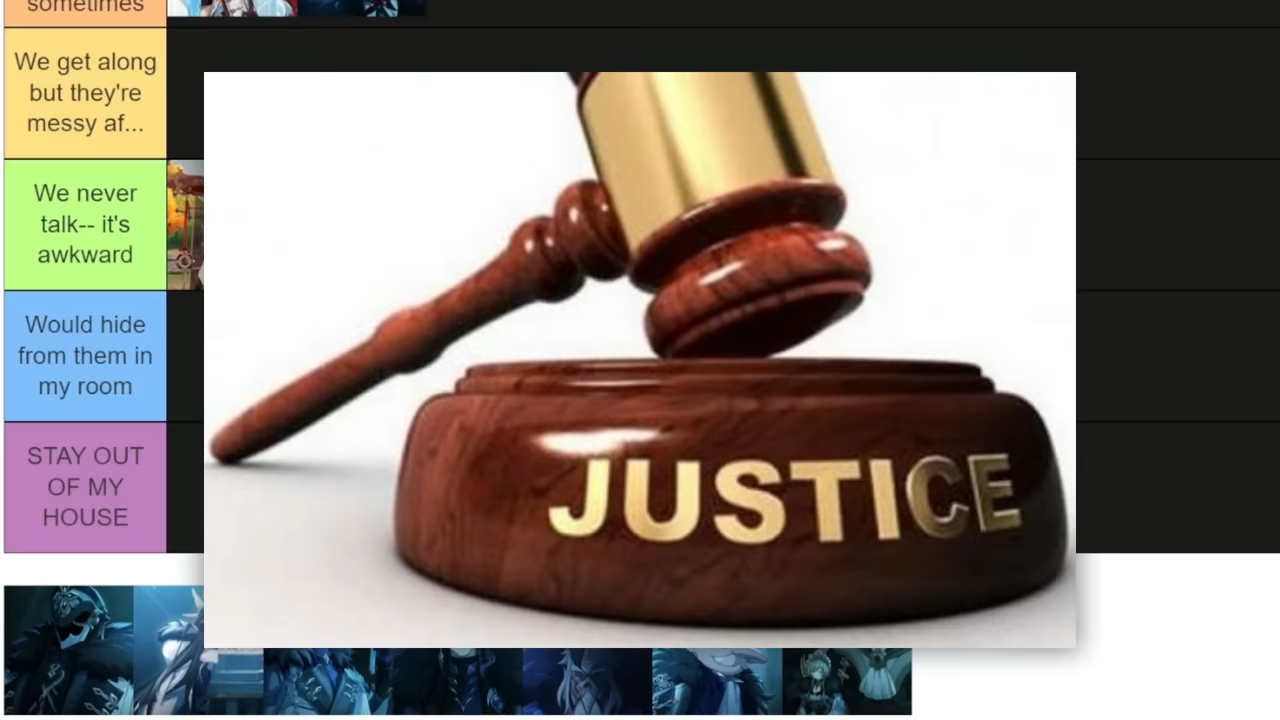 sometimes
We get along
but they're
messy af...
We never
talk-- it's
awkward
Would hide
from them in
my room
STAY OUT
OF MY
HOUSE
JUSTICE